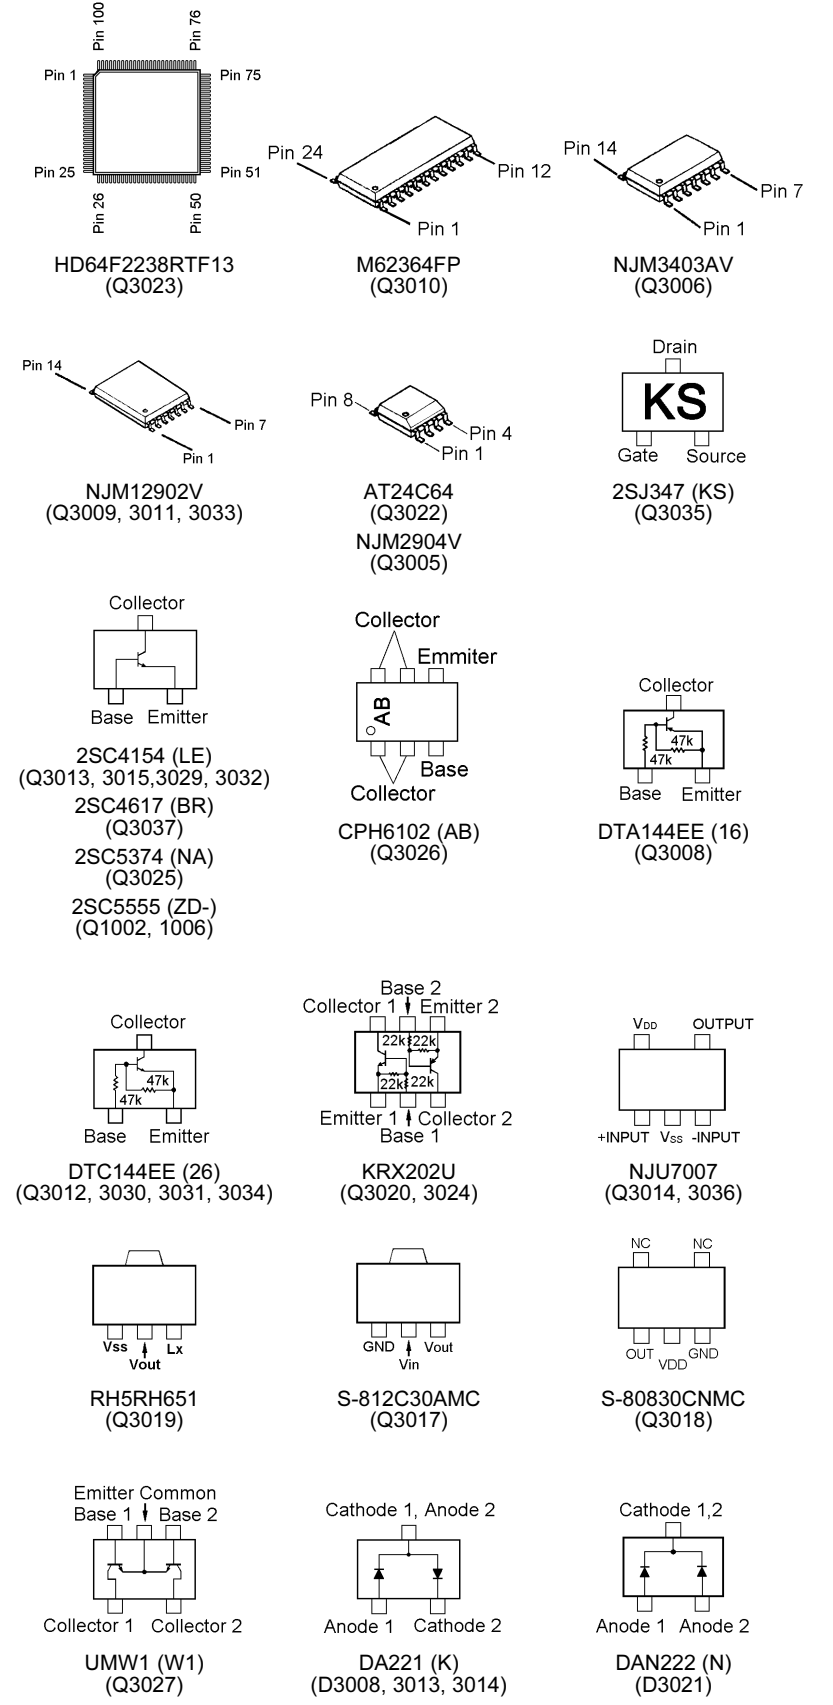 Pin 100
Pin 76
Pin 1
Pin 75
Pin 25
Pin 51
Pin 26
Pin 50
HD64F2238RTF13
(Q3023)
Pin 24
Pin 12
Pin 1
M62364FP
(Q3010)
Pin 14
Pin 7
Pin 1
NJM3403AV
(Q3006)
Pin 14
Pin 7
Pin 1
NJM12902V
(Q3009, 3011, 3033)
Pin 8
Pin 4
Pin 1
AT24C64
(Q3022)
NJM2904V
(Q3005)
Drain
KS
Gate
Source
2SJ347 (KS)
(Q3035)
Collector
Base
Emitter
2SC4154 (LE)
(Q3013, 3015,3029, 3032)
2SC4617 (BR)
(Q3037)
2SC5374 (NA)
(Q3025)
2SC5555 (ZD-)
(Q1002, 1006)
Collector
Emmiter
AB
Base
Collector
CPH6102 (AB)
(Q3026)
Collector
47k
47k
Base
Emitter
DTA144EE (16)
(Q3008)
Collector
47k
47k
Base
Emitter
DTC144EE (26)
(Q3012, 3030, 3031, 3034)
Base 2
Collector 1
Emitter 2
22k
22k
22k
22k
Emitter 1
Collector 2
Base 1
KRX202U
(Q3020, 3024)
VDD
OUTPUT
+INPUT
Vss
-INPUT
NJU7007
(Q3014, 3036)
Vss
Lx
Vout
RH5RH651
(Q3019)
GND
Vout
Vin
S-812C30AMC
(Q3017)
NC
NC
OUT
VDD
GND
S-80830CNMC
(Q3018)
Emitter Common
Base 1
Base 2
Collector 1
Collector 2
UMW1 (W1)
(Q3027)
Cathode 1, Anode 2
Anode 1
Cathode 2
DA221 (K)
(D3008, 3013, 3014)
Cathode 1,2
Anode 1
Anode 2
DAN222 (N)
(D3021)